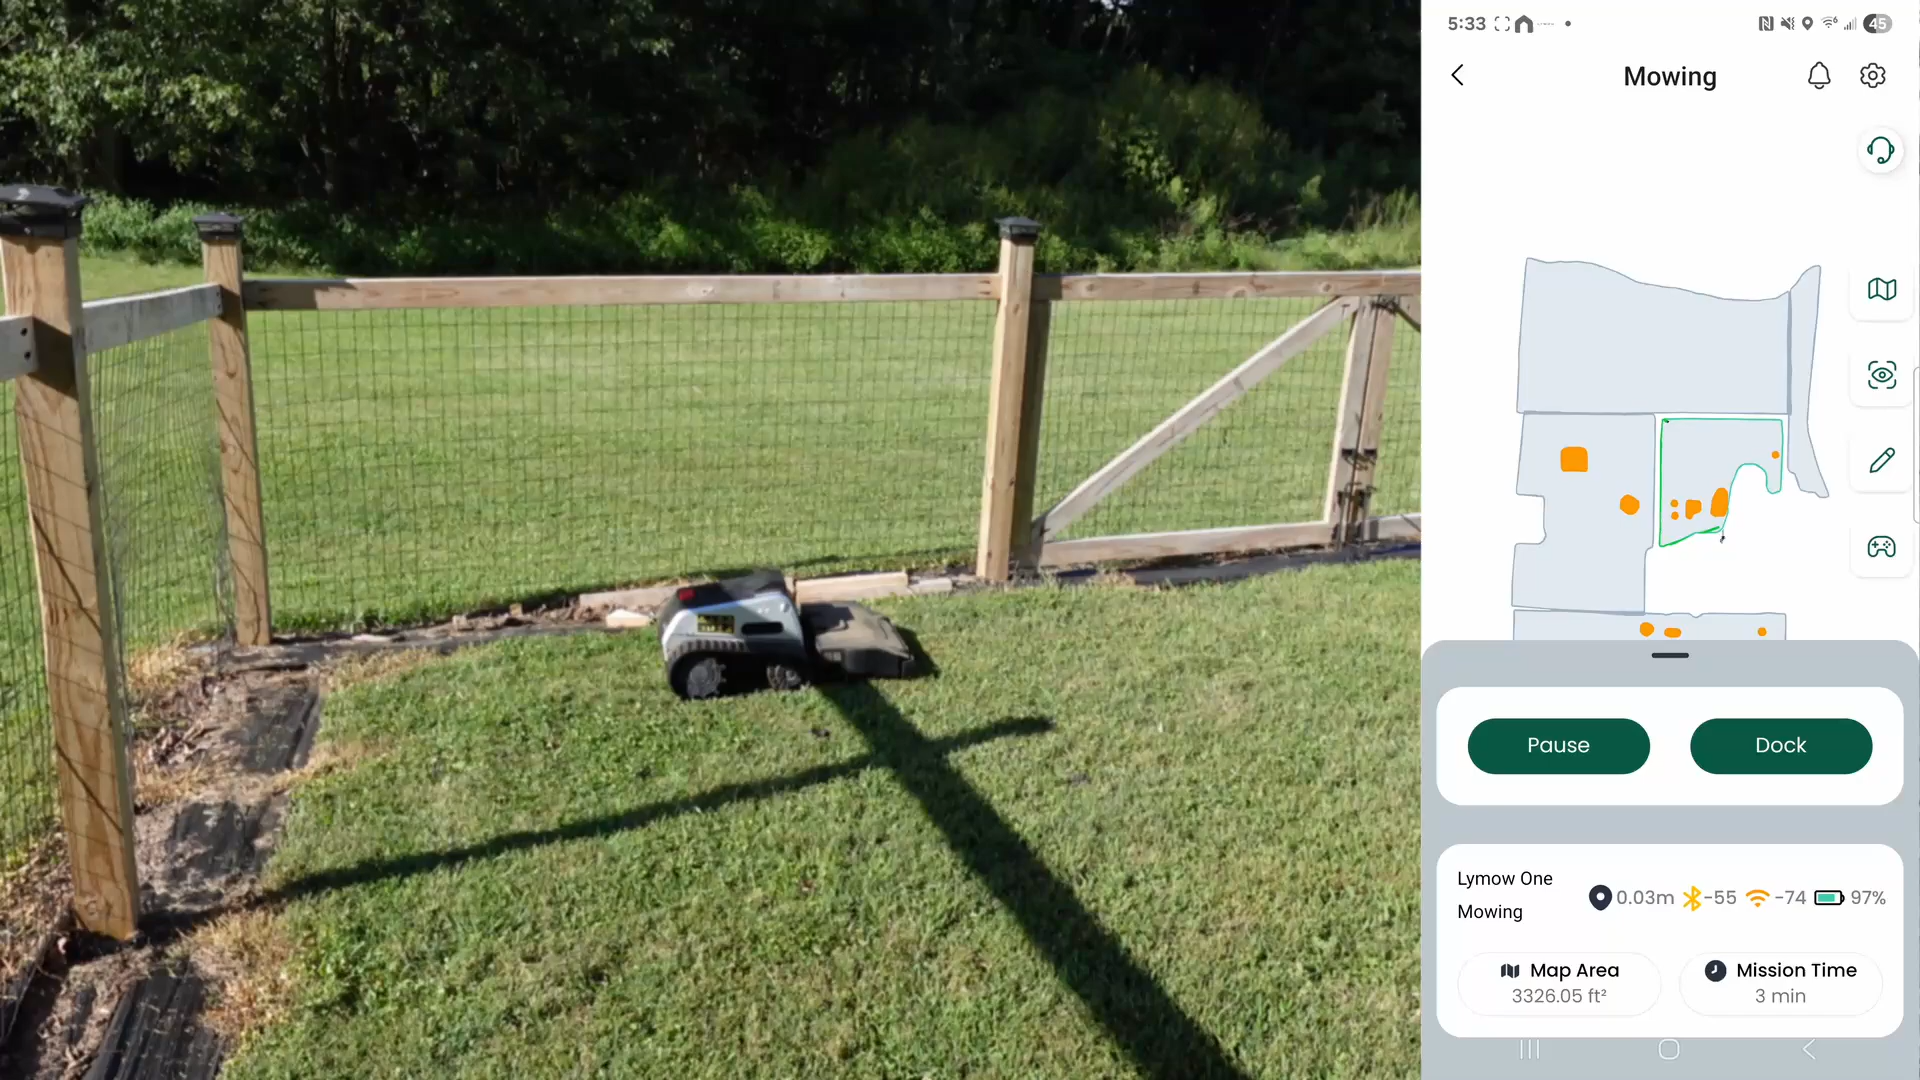 5:33
45
Mowing
Pause
Dock
Lymow One
Mowing
0.03m -55 -74 97%
Map Area
3326.05 ft²
Mission Time
3 min